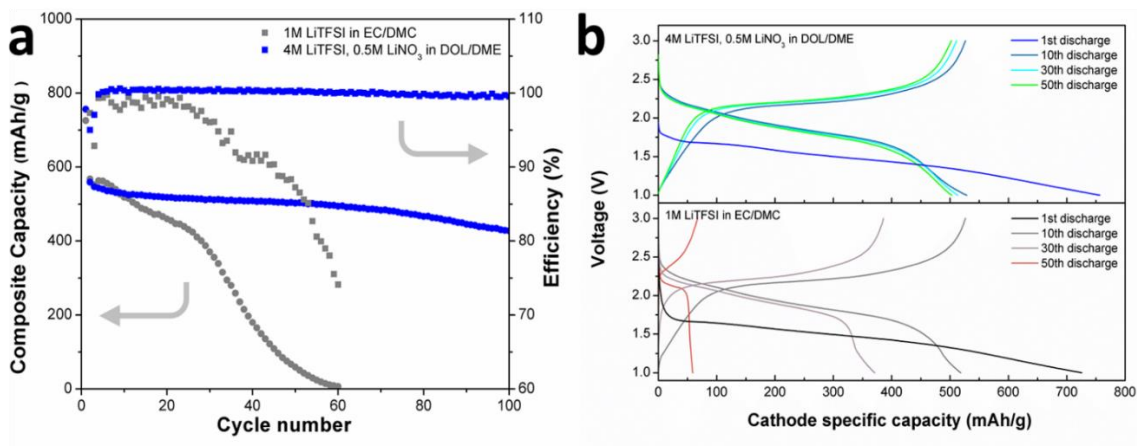 a
Composite Capacity (mAh/g)
1000
800
600
400
200
0
1M LiTFSI in EC/DMC
4M LiTFSI, 0.5M LiNO₃ in DOL/DME
110
100
90
80
70
60
Efficiency (%)
0 20 40 60 80 100
Cycle number
b
Voltage (V)
4M LiTFSI, 0.5M LiNO₃ in DOL/DME
3.0
2.5
2.0
1.5
1.0
1st discharge
10th discharge
30th discharge
50th discharge
1M LiTFSI in EC/DMC
3.0
2.5
2.0
1.5
1.0
1st discharge
10th discharge
30th discharge
50th discharge
0 100 200 300 400 500 600 700 800
Cathode specific capacity (mAh/g)